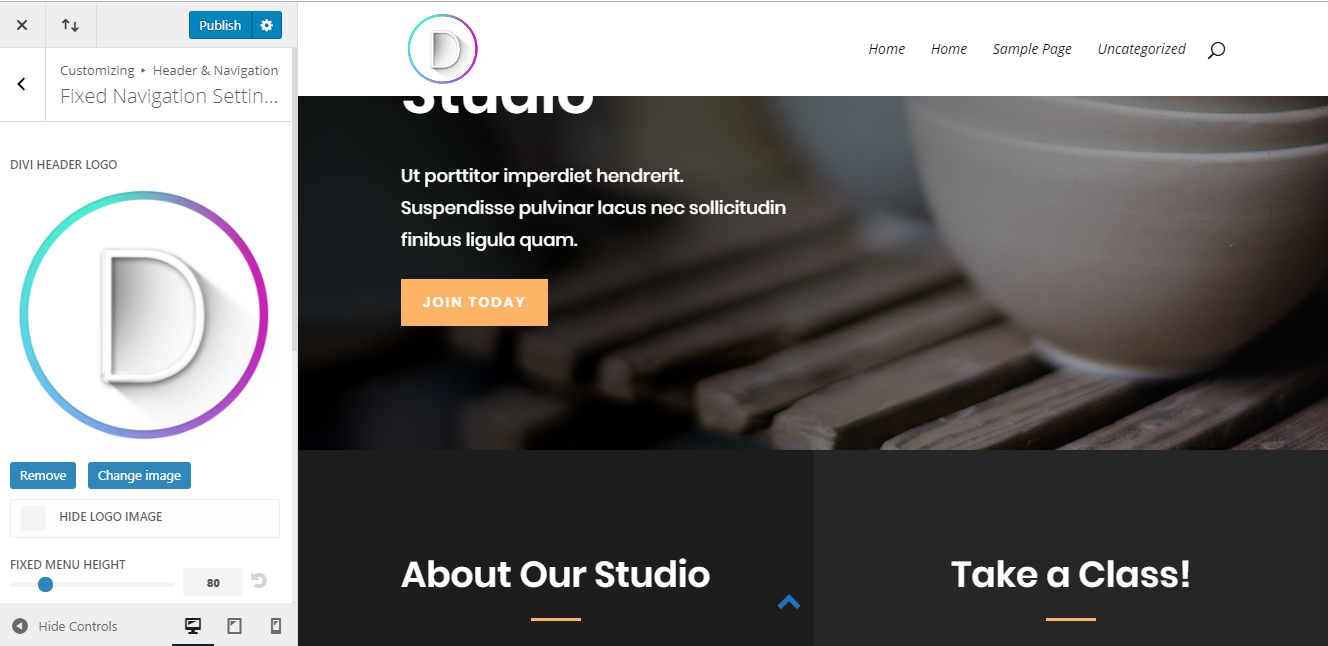 Publish
Customizing ▸ Header & Navigation
Fixed Navigation Settin...
DIVI HEADER LOGO
D
Remove
Change image
HIDE LOGO IMAGE
FIXED MENU HEIGHT
80
Hide Controls
D
Home
Home
Sample Page
Uncategorized
Studio
Ut porttitor imperdiet hendrerit.
Suspendisse pulvinar lacus nec sollicitudin
finibus ligula quam.
JOIN TODAY
About Our Studio
Take a Class!